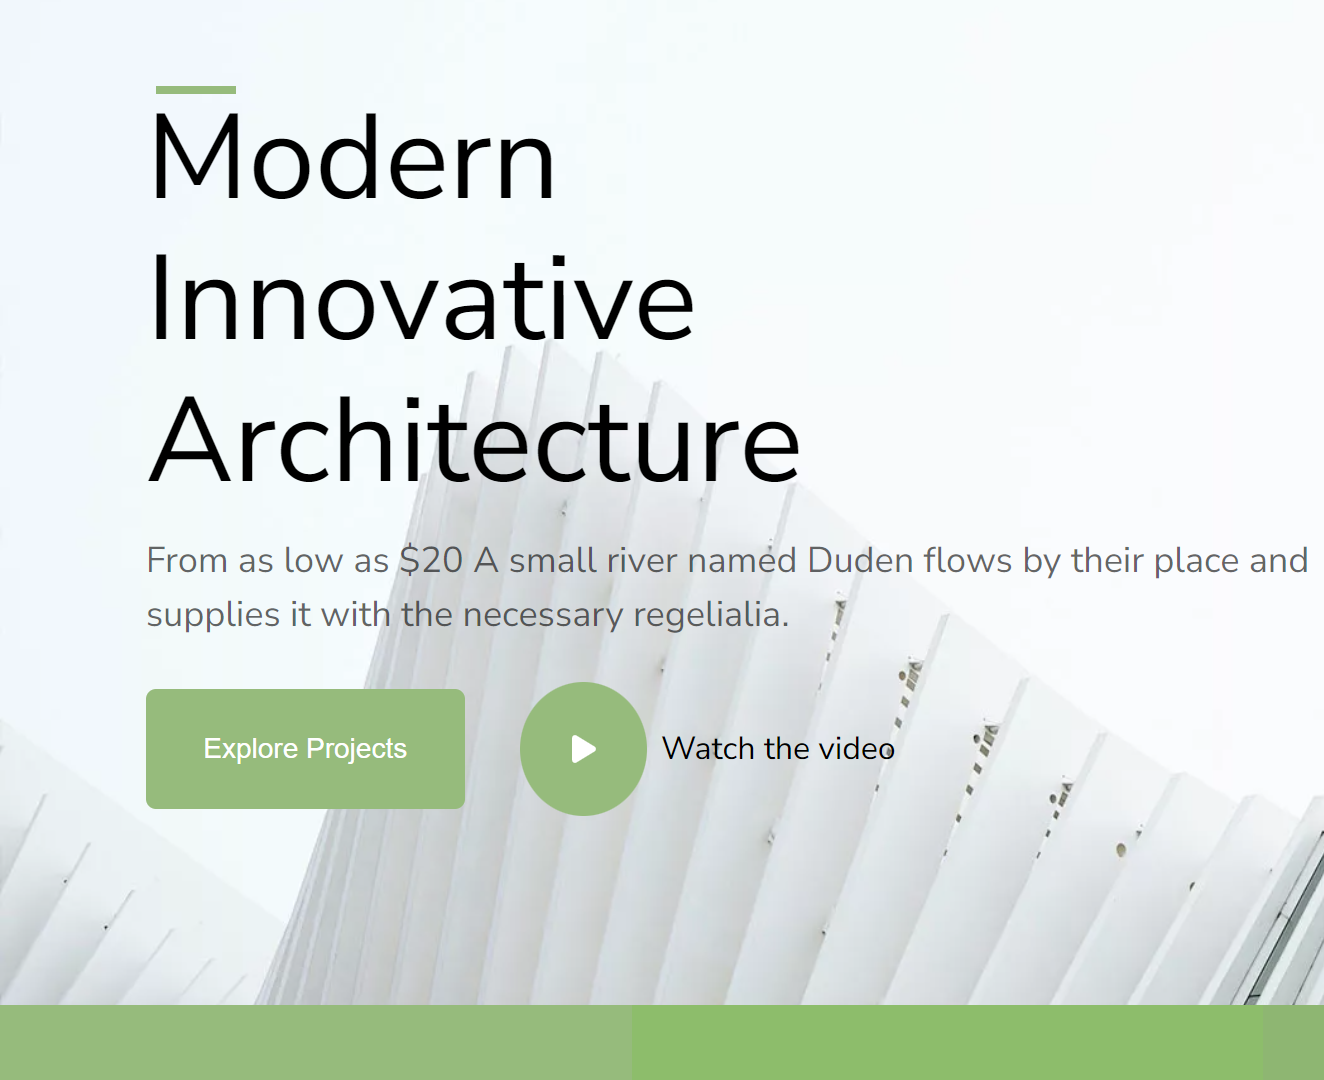 Modern
Innovative
Architecture
From as low as $20 A small river named Duden flows by their place and
supplies it with the necessary regelialia.
Explore Projects
Watch the video